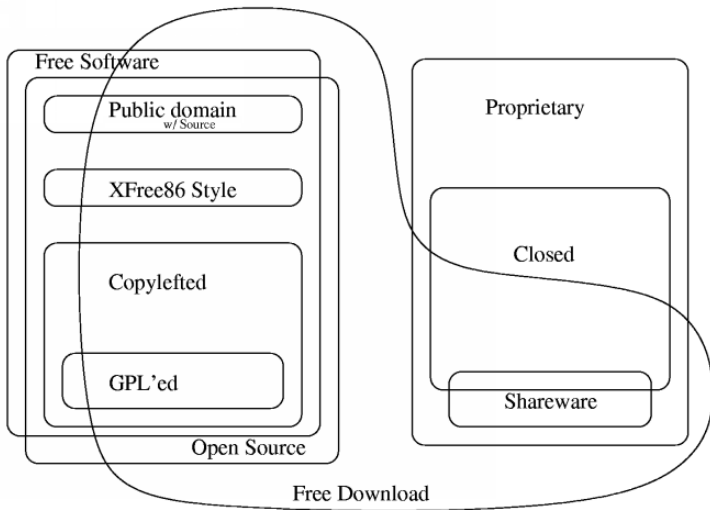 Free Software
Public domain
w/ Source
XFree86 Style
Copylefted
GPL'ed
Open Source
Proprietary
Closed
Shareware
Free Download